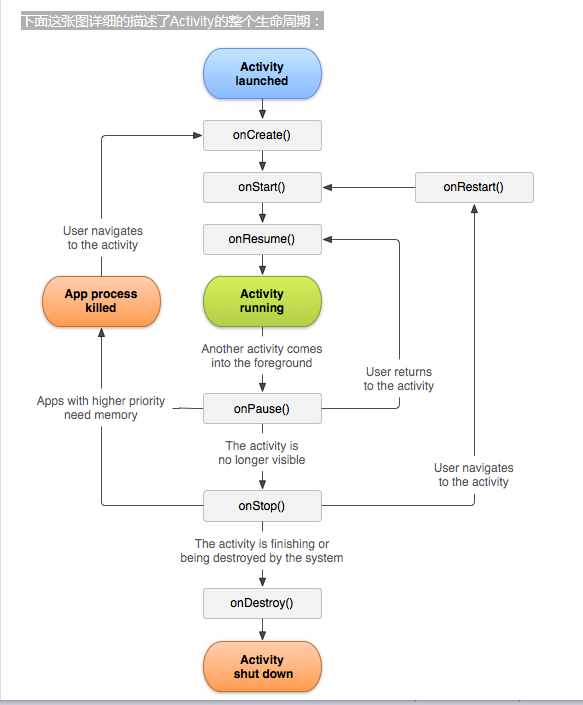 下面这张图详细的描述了Activity的整个生命周期：
Activity
launched
onCreate()
onStart()
onRestart()
User navigates
to the activity
onResume()
App process
killed
Activity
running
Another activity comes
into the foreground
User returns
to the activity
Apps with higher priority
need memory
onPause()
The activity is
no longer visible
User navigates
to the activity
onStop()
The activity is finishing or
being destroyed by the system
onDestroy()
Activity
shut down